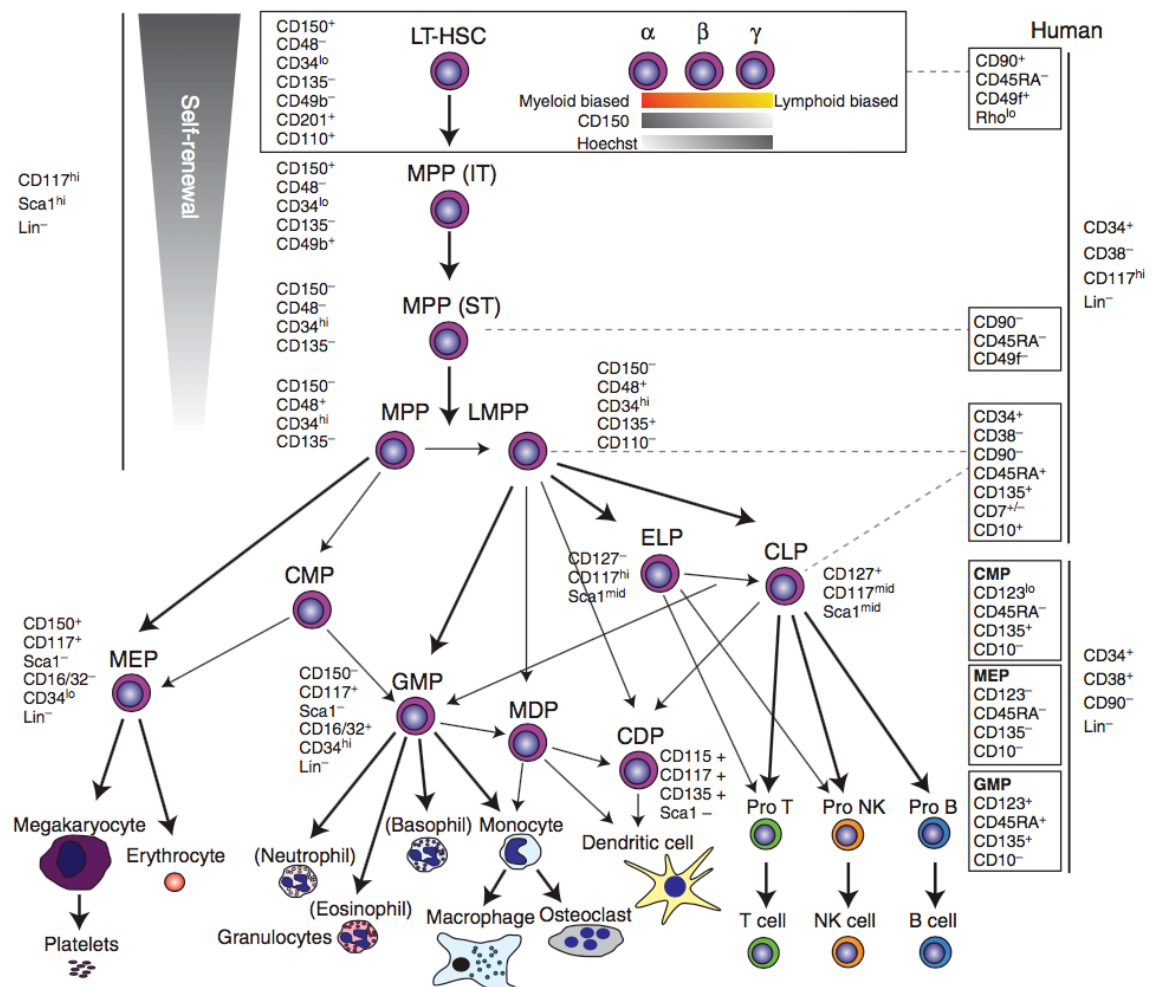 Human
LT-HSC
CD150⁺
CD48⁻
CD34ˡᵒ
CD135⁻
CD49b⁻
CD201⁺
CD110⁺
α β γ
Myeloid biased
Lymphoid biased
CD150
Hoechst
CD90⁺
CD45RA⁻
CD49f⁺
Rhoˡᵒ
Self-renewal
CD117ʰⁱ
Sca1ʰⁱ
Lin⁻
MPP (IT)
CD150⁺
CD48⁻
CD34ˡᵒ
CD135⁻
CD49b⁺
CD34⁺
CD38⁻
CD117ʰⁱ
Lin⁻
MPP (ST)
CD150⁻
CD48⁻
CD34ʰⁱ
CD135⁻
CD90⁻
CD45RA⁻
CD49f⁻
CD150⁻
CD48⁺
CD34ʰⁱ
CD135⁻
MPP
LMPP
CD150⁻
CD48⁺
CD34ʰⁱ
CD135⁺
CD110⁻
CD34⁺
CD38⁻
CD90⁻
CD45RA⁺
CD135⁺
CD7⁺/⁻
CD10⁺
CMP
ELP
CD127⁻
CD117ʰⁱ
Sca1ᵐⁱᵈ
CLP
CD127⁺
CD117ᵐⁱᵈ
Sca1ᵐⁱᵈ
CMP
CD123ˡᵒ
CD45RA⁻
CD135⁺
CD10⁻
MEP
CD123⁻
CD45RA⁻
CD135⁻
CD10⁻
GMP
CD123⁺
CD45RA⁺
CD135⁺
CD10⁻
CD34⁺
CD38⁺
CD90⁻
Lin⁻
CD150⁺
CD117⁺
Sca1⁻
CD16/32⁻
CD34ˡᵒ
Lin⁻
MEP
CD150⁻
CD117⁺
Sca1⁻
CD16/32⁺
CD34ʰⁱ
Lin⁻
GMP
MDP
CDP
CD115 +
CD117 +
CD135 +
Sca1 –
Megakaryocyte
Erythrocyte
Platelets
(Neutrophil)
(Eosinophil)
Granulocytes
(Basophil)
Monocyte
Macrophage
Osteoclast
Dendritic cell
Pro T
Pro NK
Pro B
T cell
NK cell
B cell